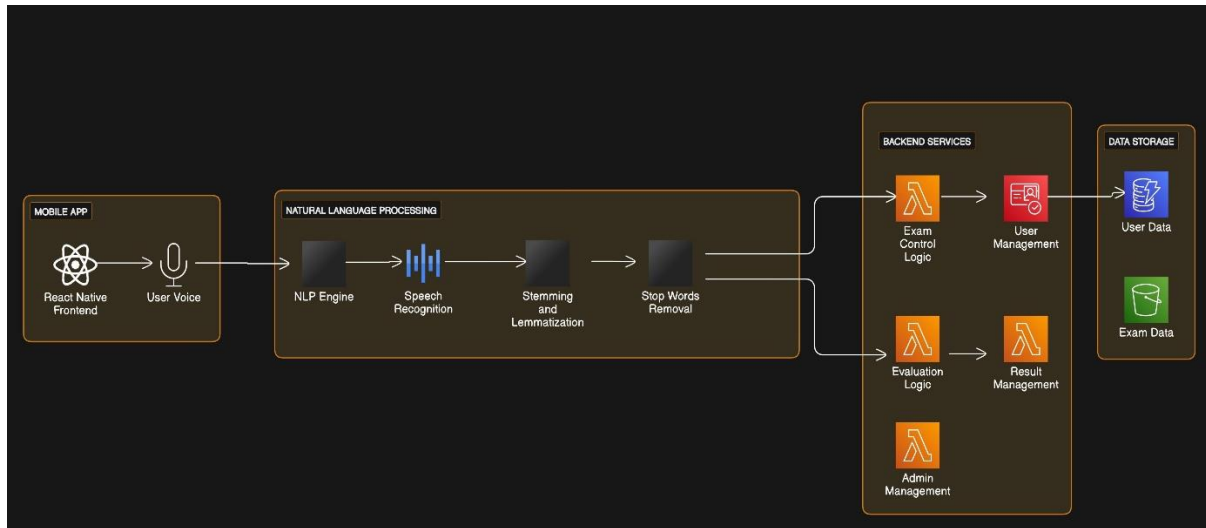 MOBILE APP
React Native
Frontend
User Voice
NATURAL LANGUAGE PROCESSING
NLP Engine
Speech
Recognition
Stemming
and
Lemmatization
Stop Words
Removal
BACKEND SERVICES
Exam
Control
Logic
User
Management
Evaluation
Logic
Result
Management
Admin
Management
DATA STORAGE
User Data
Exam Data